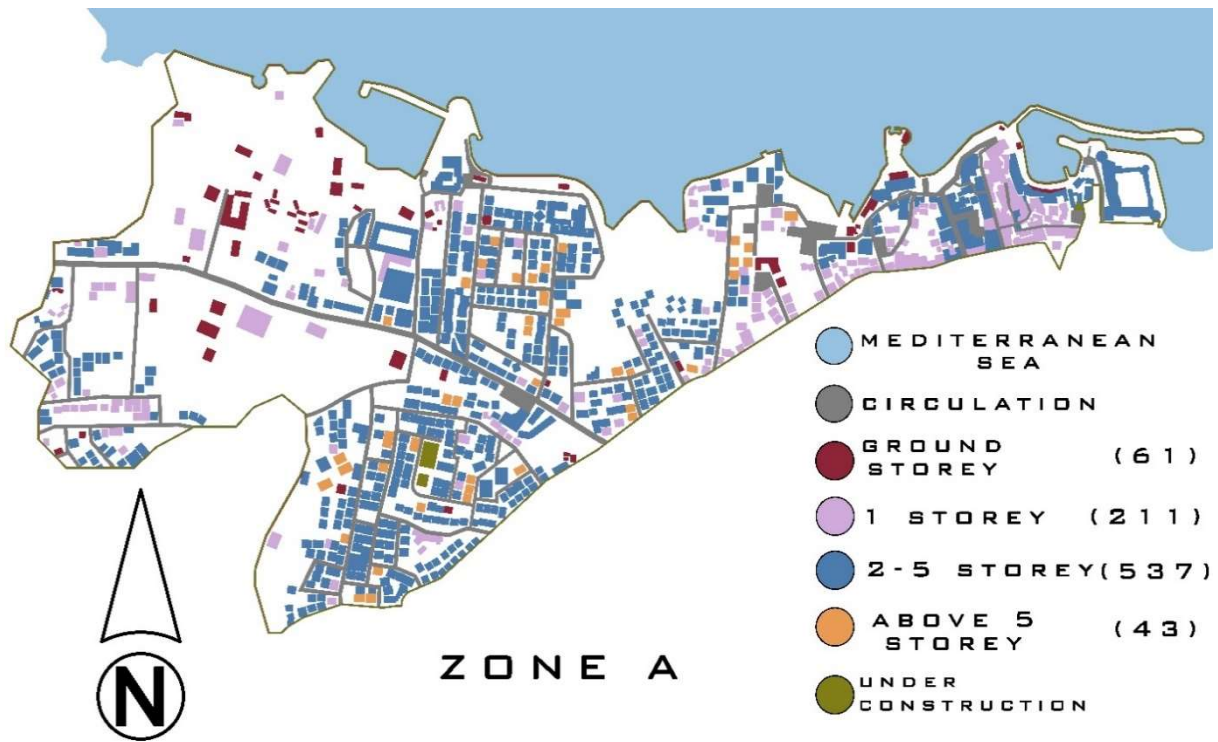 MEDITERRANEAN
SEA
CIRCULATION
GROUND
STOREY (61)
1 STOREY (211)
2-5 STOREY (537)
ABOVE 5
STOREY (43)
UNDER
CONSTRUCTION
ZONE A
N